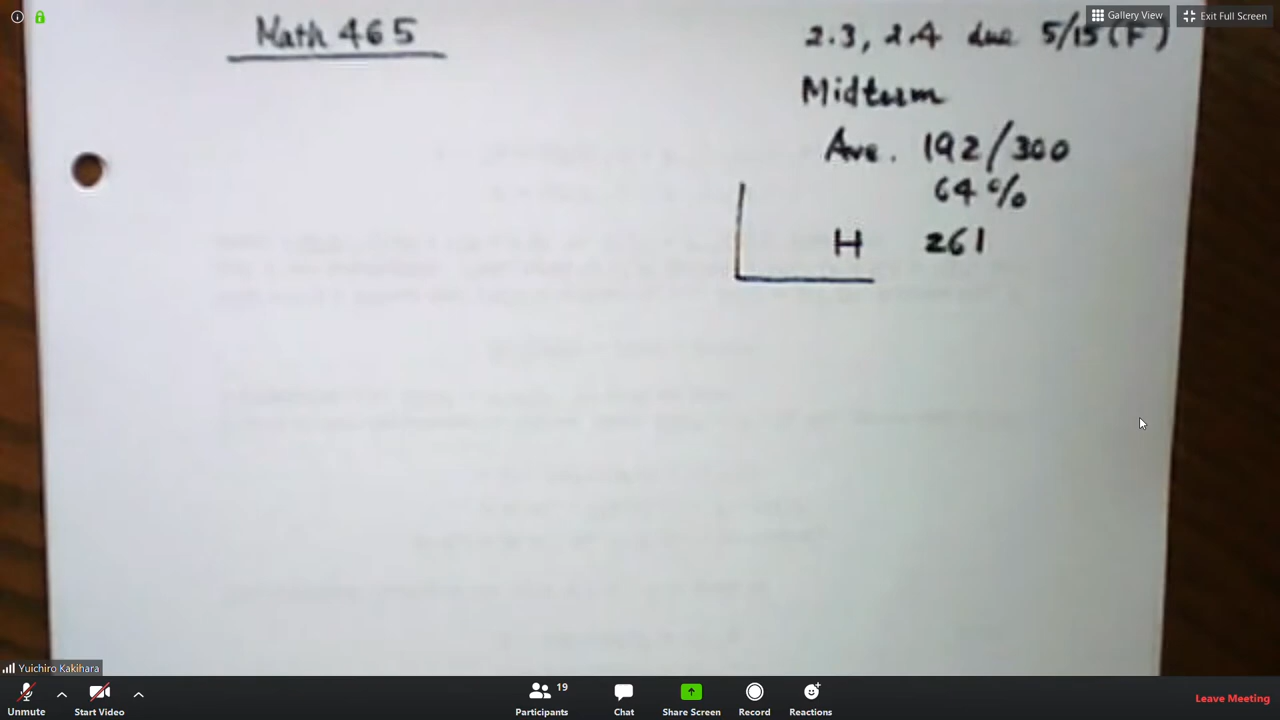 Gallery View
Exit Full Screen
Math 465
2.3, 2.4 due 5/15 (F)
Midterm
Ave. 192/300
64%
H 261
Yuichiro Kakihara
Unmute
Start Video
Participants 19
Chat
Share Screen
Record
Reactions
Leave Meeting